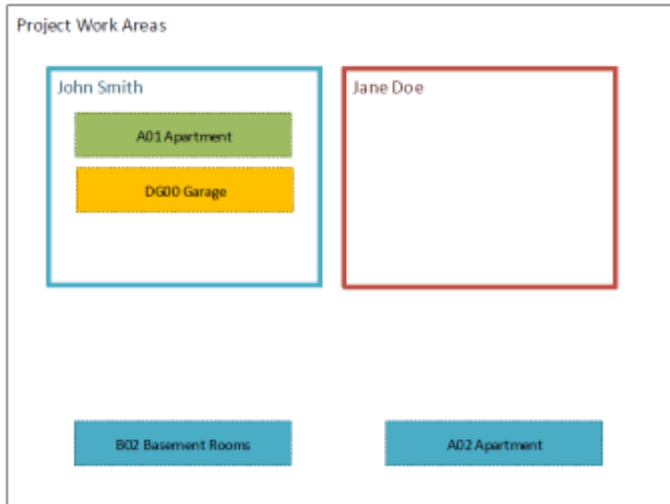 Project Work Areas
John Smith
Jane Doe
A01 Apartment
DG00 Garage
B02 Basement Rooms
A02 Apartment